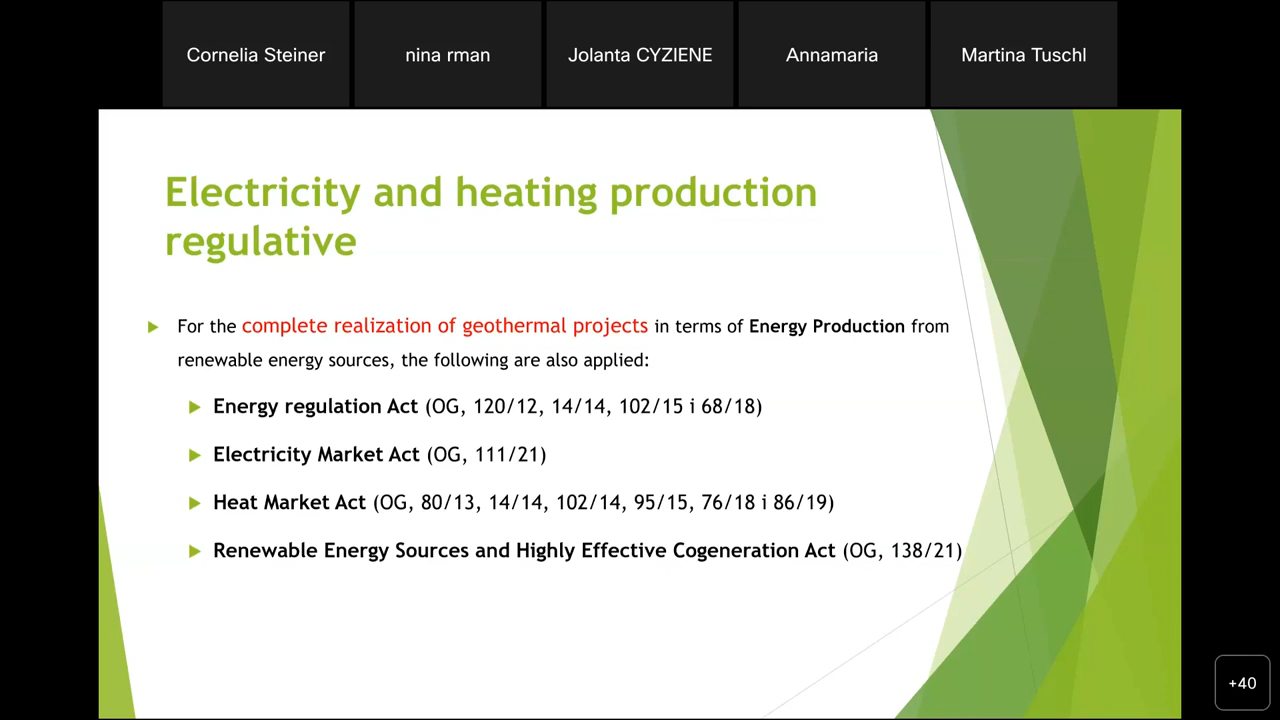 Cornelia Steiner
nina rman
Jolanta CYZIENE
Annamaria
Martina Tuschl
Electricity and heating production
regulative
For the complete realization of geothermal projects in terms of Energy Production from
renewable energy sources, the following are also applied:
Energy regulation Act (OG, 120/12, 14/14, 102/15 i 68/18)
Electricity Market Act (OG, 111/21)
Heat Market Act (OG, 80/13, 14/14, 102/14, 95/15, 76/18 i 86/19)
Renewable Energy Sources and Highly Effective Cogeneration Act (OG, 138/21)
+40